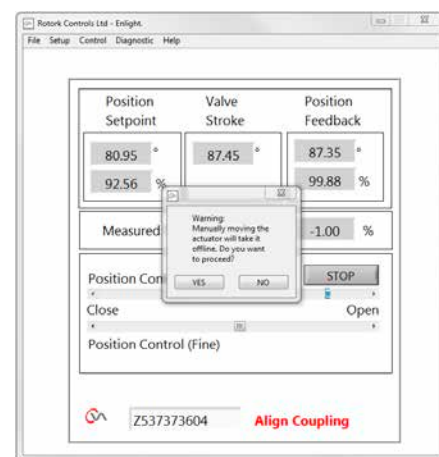 Rotork Controls Ltd - Enlight.
File Setup Control Diagnostic Help
Position Setpoint
Valve Stroke
Position Feedback
80.95 °
87.45 °
87.35 °
92.56 %
99.88 %
Warning:
Manually moving the
actuator will take it
offline. Do you want
to proceed?
YES NO
Measured
-1.00 %
Position Con
STOP
Close Open
Position Control (Fine)
Z537373604 Align Coupling